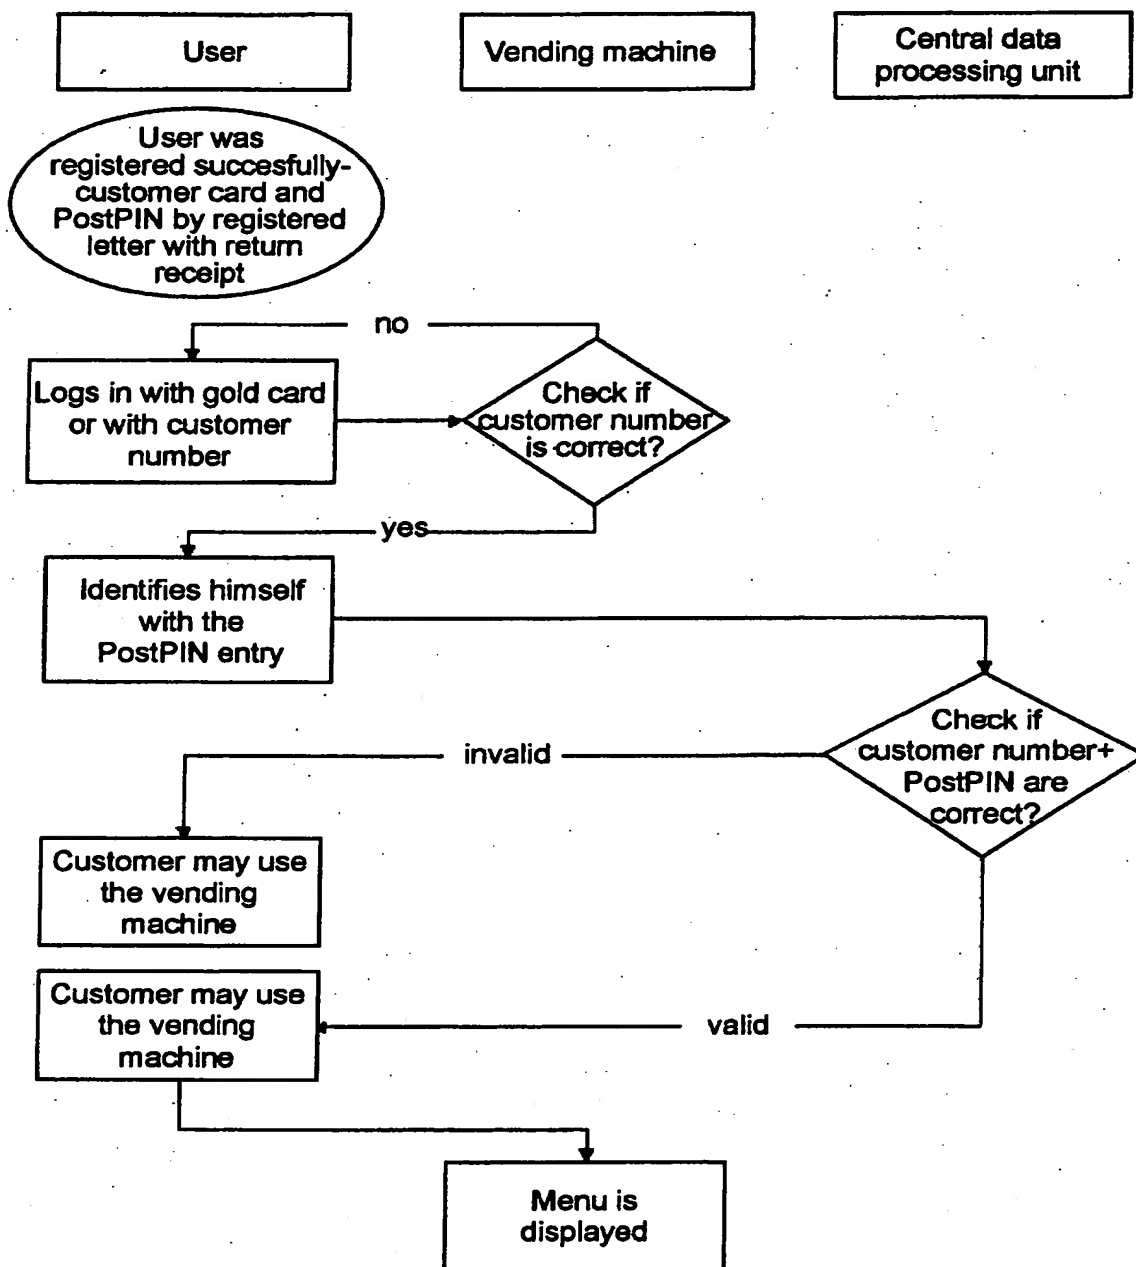 User
Vending machine
Central data
processing unit
User was
registered succesfully-
customer card and
PostPIN by registered
letter with return
receipt
no
Logs in with gold card
or with customer
number
Check if
customer number
is correct?
yes
Identifies himself
with the
PostPIN entry
Check if
customer number+
PostPIN are
correct?
invalid
Customer may use
the vending
machine
Customer may use
the vending
machine
valid
Menu is
displayed